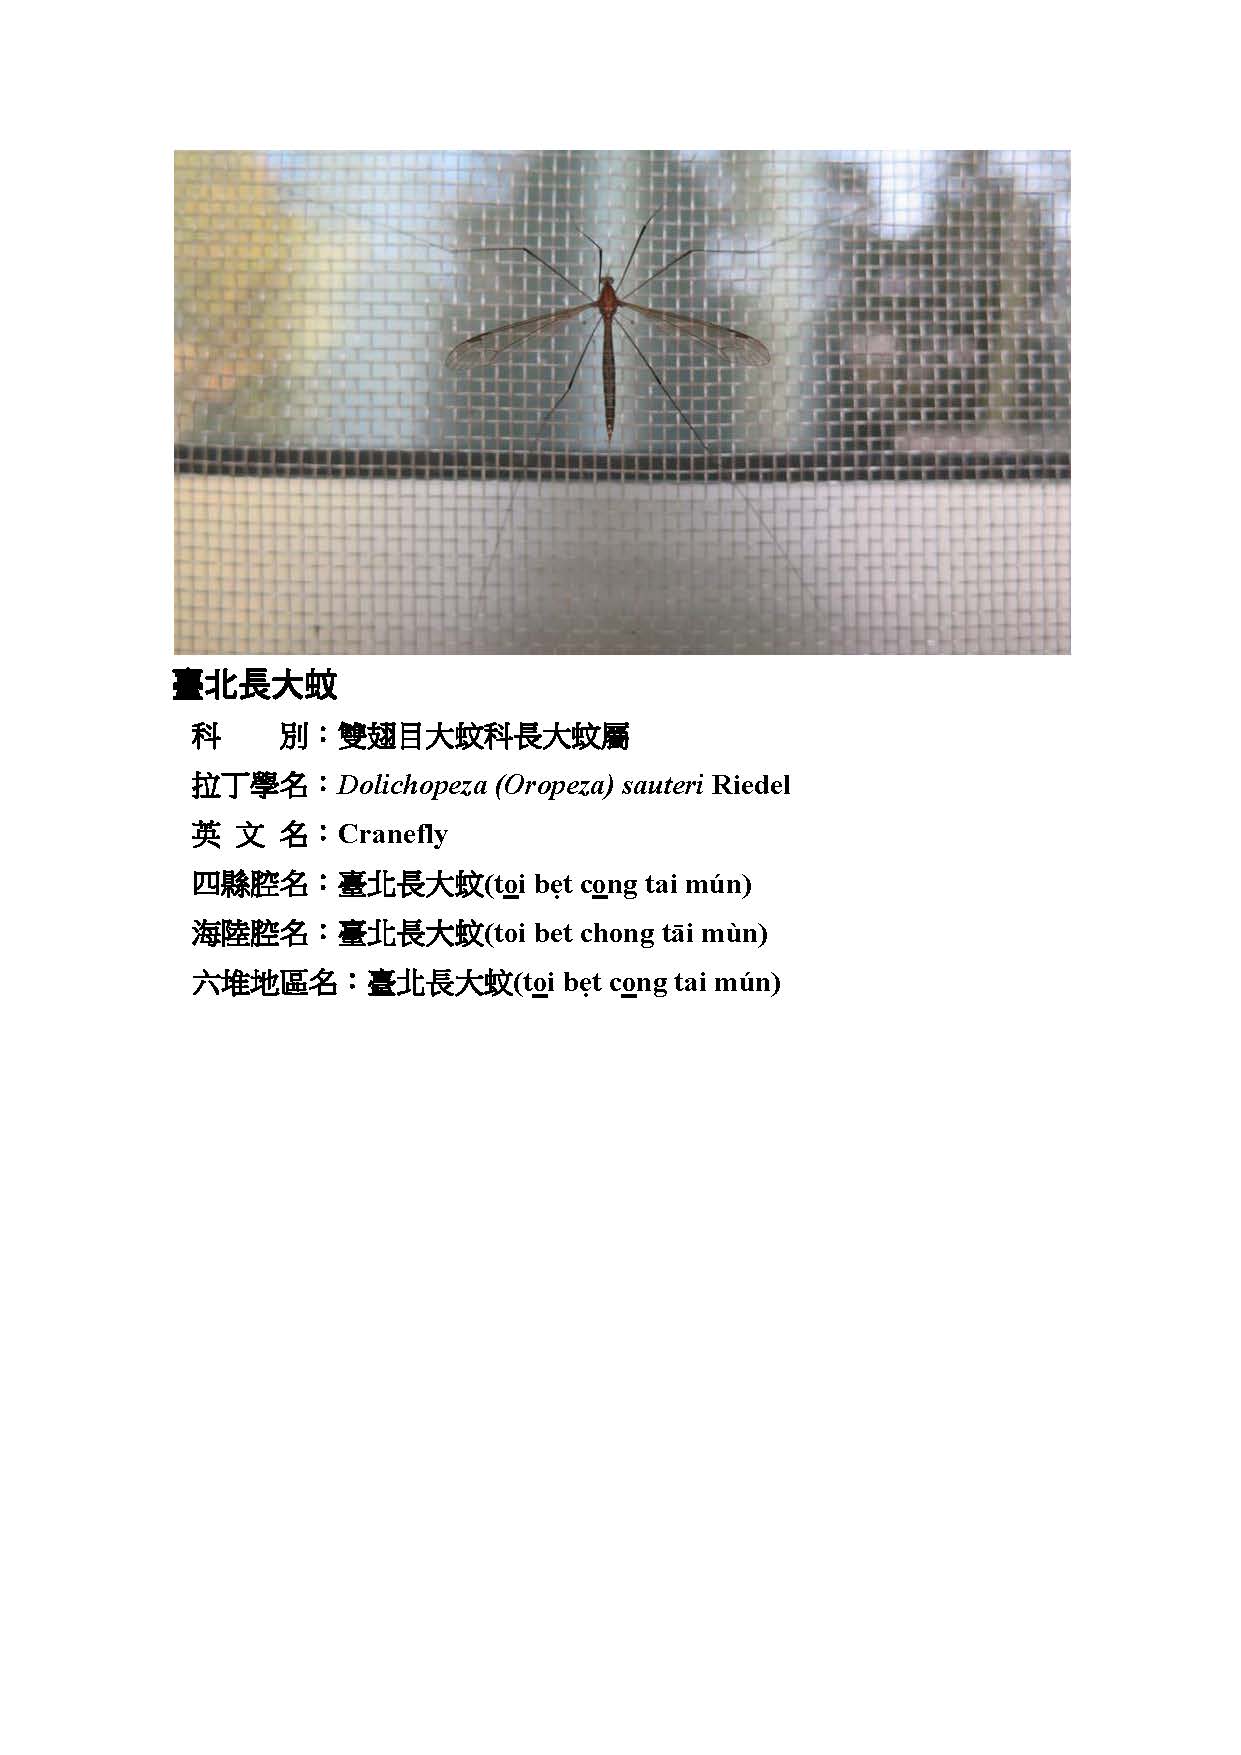 臺北長大蚊
科　　別：雙翅目大蚊科長大蚊屬
拉丁學名：Dolichopeza (Oropeza) sauteri Riedel
英 文 名：Cranefly
四縣腔名：臺北長大蚊(to̲i bẹt co̲ng tai mún)
海陸腔名：臺北長大蚊(toi bet chong tāi mùn)
六堆地區名：臺北長大蚊(to̲i bẹt co̲ng tai mún)